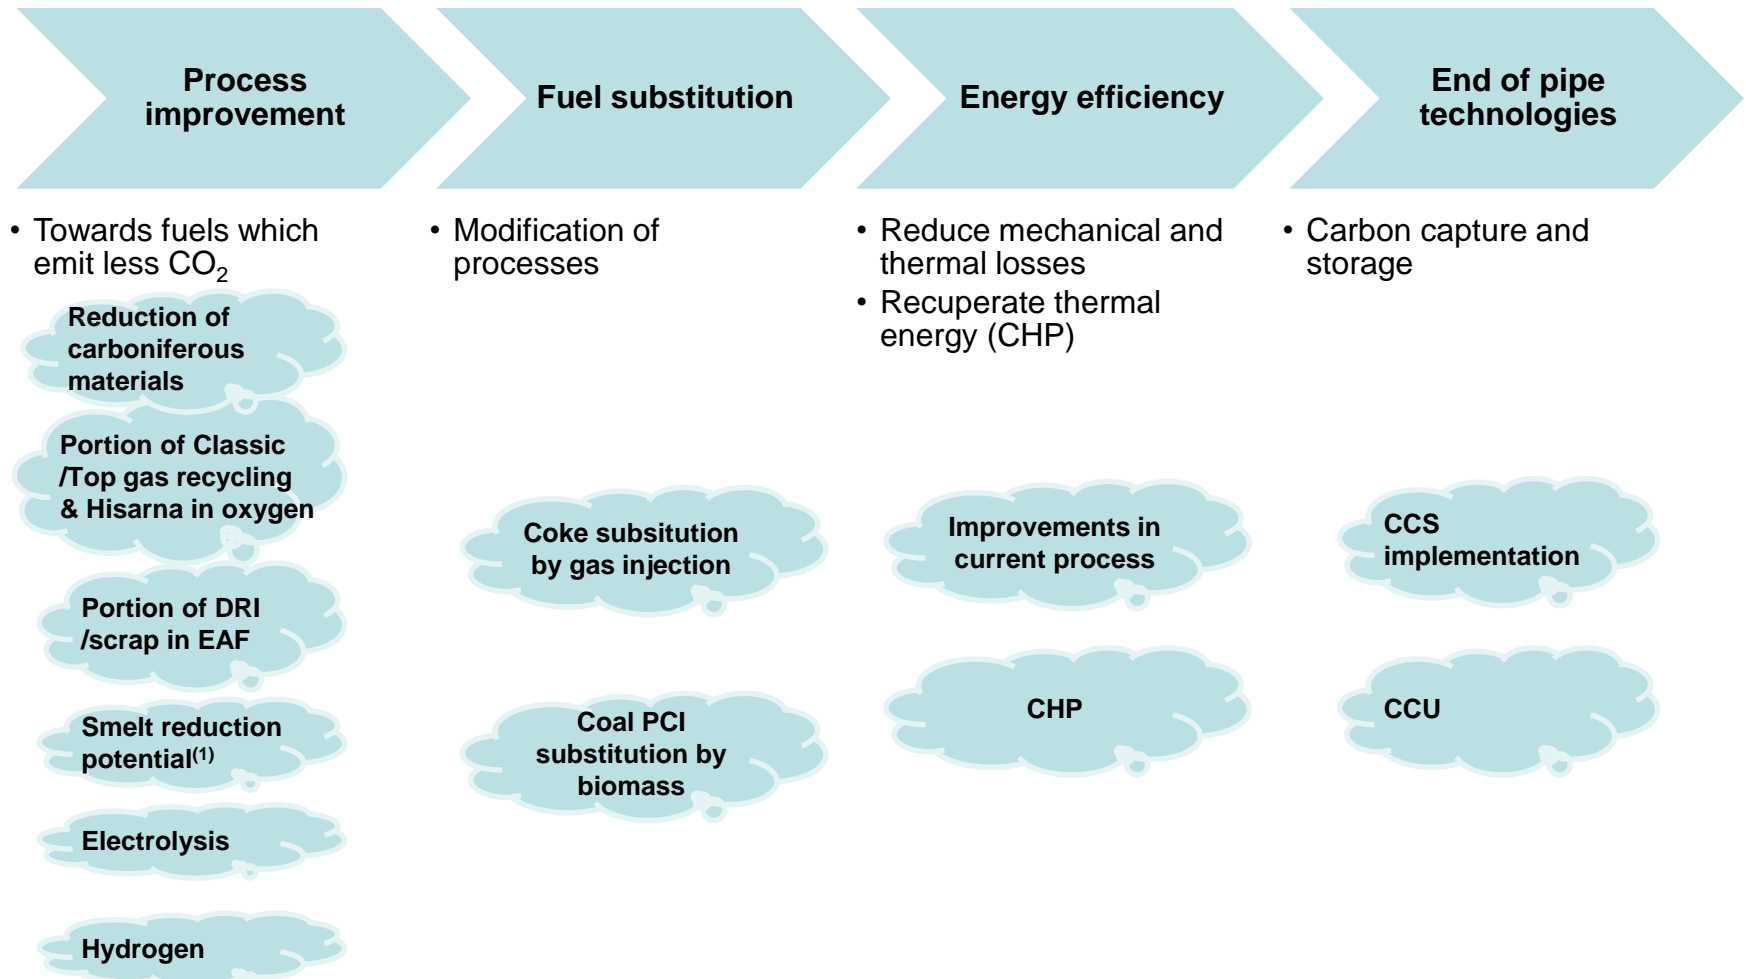 Process
improvement
Fuel substitution
Energy efficiency
End of pipe
technologies
• Towards fuels which
emit less CO2
Reduction of
carboniferous
materials
Portion of Classic
/Top gas recycling
& Hisarna in oxygen
Portion of DRI
/scrap in EAF
Smelt reduction
potential(1)
Electrolysis
Hydrogen
• Modification of
processes
Coke subsitution
by gas injection
Coal PCI
substitution by
biomass
• Reduce mechanical and
thermal losses
• Recuperate thermal
energy (CHP)
Improvements in
current process
CHP
• Carbon capture and
storage
CCS
implementation
CCU